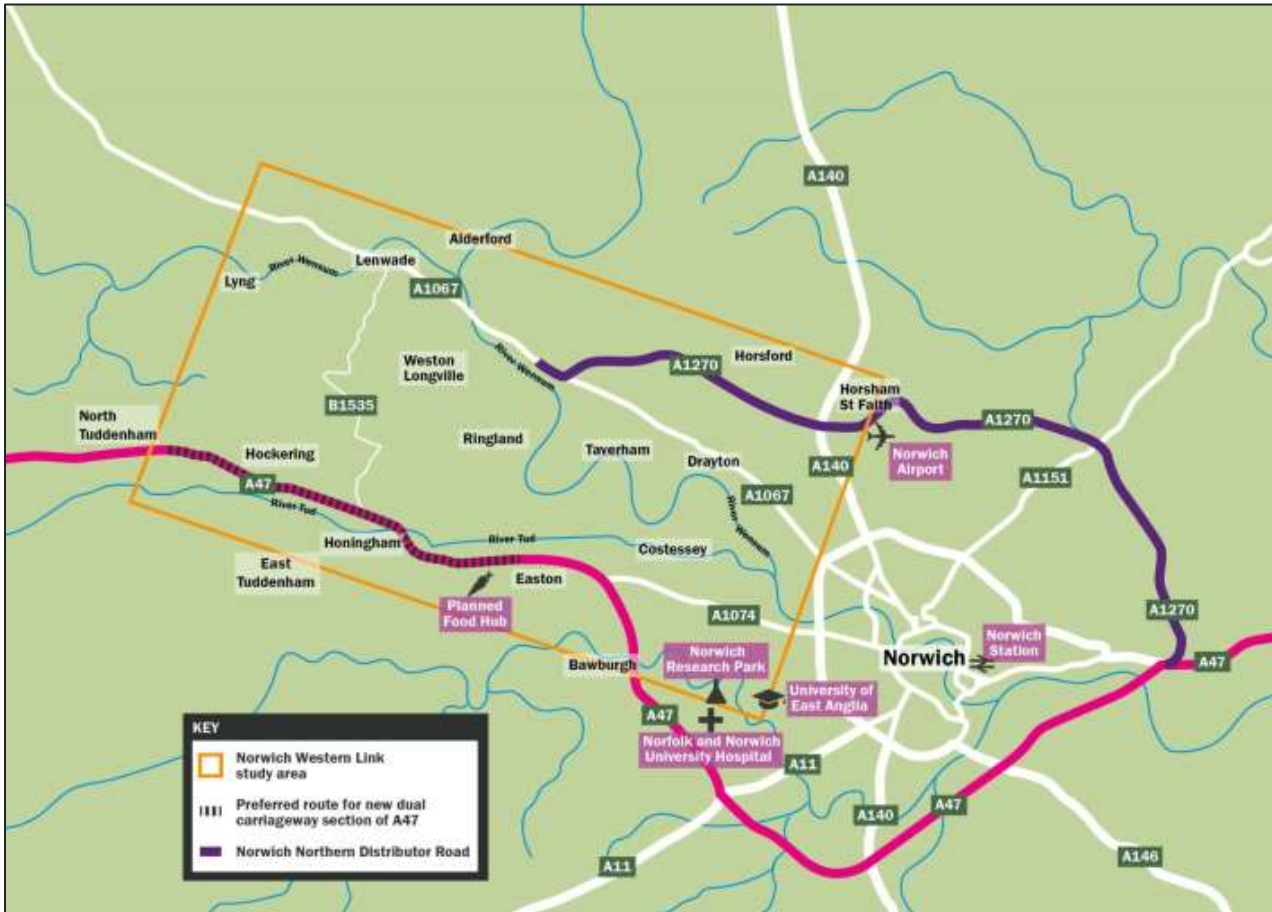 A140
Alderford
Lenwade
River Wensum
Lyng
A1067
Horsford
A1270
Weston
Longville
River Wensum
Horsham
St Faith
B1535
A1270
North
Tuddenham
Ringland
Norwich
Airport
Hockering
Taverham
Drayton
A140
A1151
A47
A1067
River Tud
River Wensum
Honingham
River Tud
Costessey
East
Tuddenham
Easton
Planned
Food Hub
A1074
A1270
Norwich
Station
Norwich
Research Park
Norwich
A47
Bawburgh
University of
East Anglia
A47
Norfolk and Norwich
University Hospital
A11
KEY
Norwich Western Link
study area
Preferred route for new dual
carriageway section of A47
Norwich Northern Distributor Road
A47
A140
A11
A146